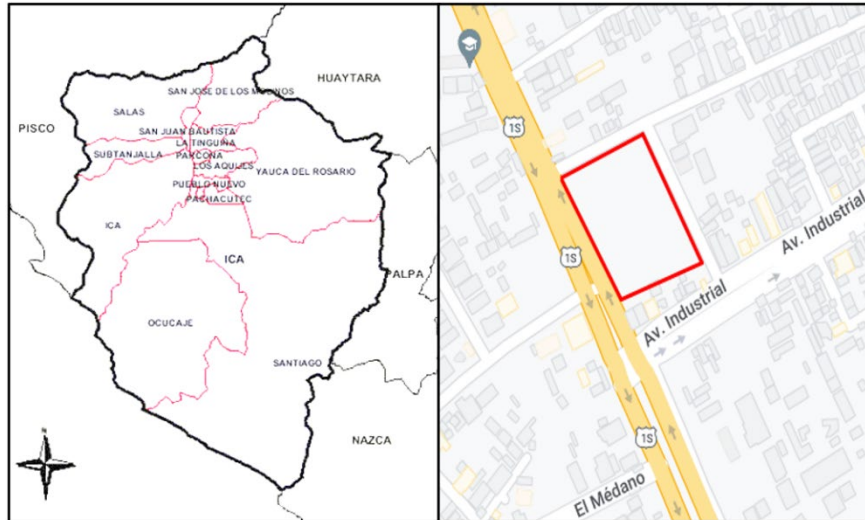 HUAYTARA
SAN JOSE DE LOS MOLINOS
SALAS
PISCO
SAN JUAN BAUTISTA
LA TINGUIÑA
SUBTANJALLA
PARCONA
LOS AQUIJES
YAUCA DEL ROSARIO
PUEBLO NUEVO
PACHACUTEC
ICA
ICA
PALPA
OCUCAJE
SANTIAGO
NAZCA
N
1S
1S
1S
Av. Industrial
Av. Industrial
El Médano